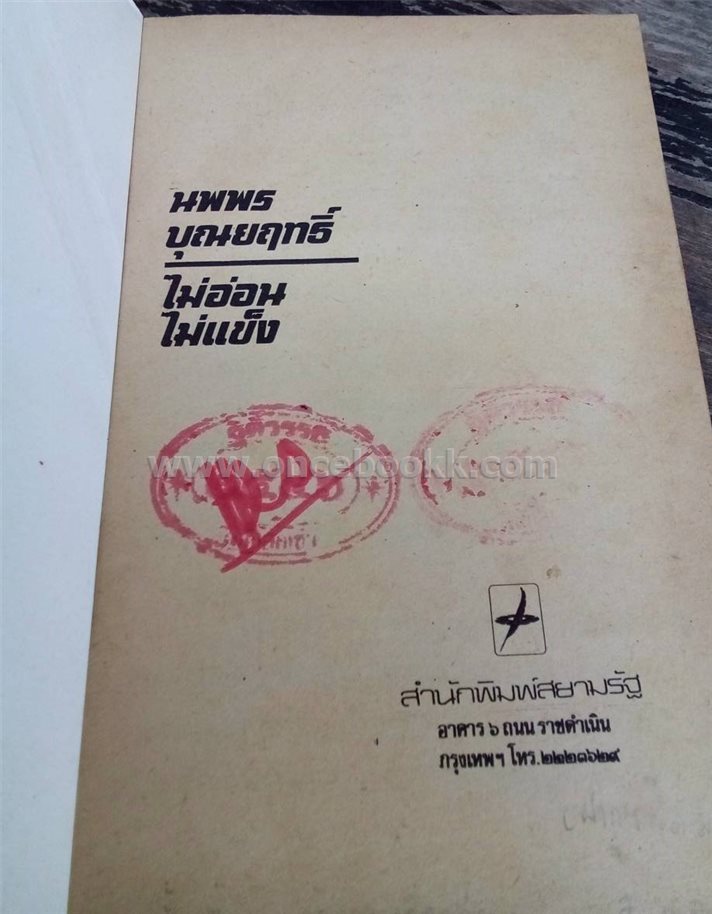 นพพร
บุณยฤทธิ์
ไม่อ่อน
ไม่แข็ง
www.oncebookk.com
สำนักพิมพ์สยามรัฐ
อาคาร ๖ ถนน ราชดำเนิน
กรุงเทพฯ โทร.๒๒๒๓๖๒๙